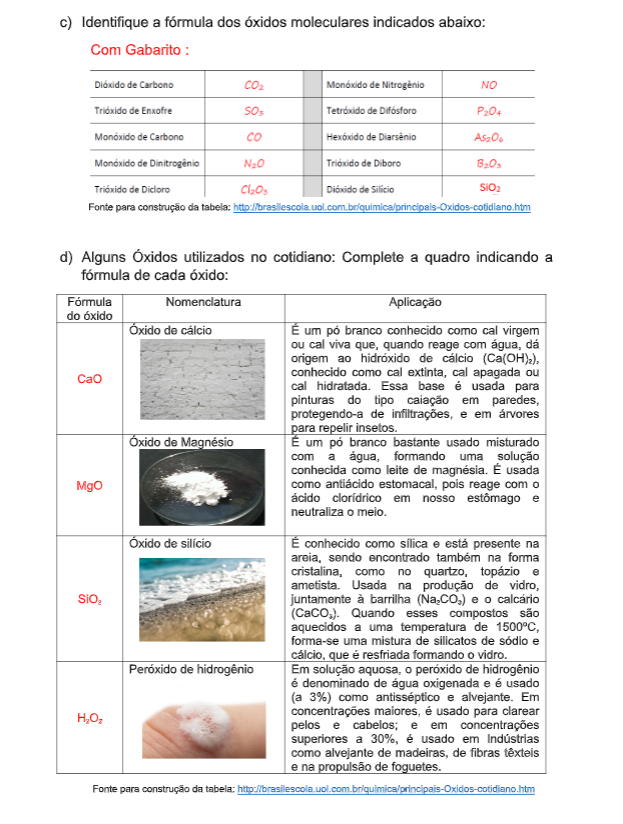 c) Identifique a fórmula dos óxidos moleculares indicados abaixo:
Com Gabarito :
Dióxido de Carbono CO₂ Monóxido de Nitrogênio NO
Trióxido de Enxofre SO₃ Tetróxido de Difósforo P₂O₄
Monóxido de Carbono CO Hexóxido de Diarsênio As₂O₆
Monóxido de Dinitrogênio N₂O Trióxido de Diboro B₂O₃
Trióxido de Dicloro Cl₂O₃ Dióxido de Silício SiO₂
Fonte para construção da tabela: http://brasilescola.uol.com.br/quimica/principais-Oxidos-cotidiano.htm
d) Alguns Óxidos utilizados no cotidiano: Complete a quadro indicando a
fórmula de cada óxido:
Fórmula
do óxido
Nomenclatura
Aplicação
CaO
Óxido de cálcio
É um pó branco conhecido como cal virgem
ou cal viva que, quando reage com água, dá
origem ao hidróxido de cálcio (Ca(OH)₂),
conhecido como cal extinta, cal apagada ou
cal hidratada. Essa base é usada para
pinturas do tipo caiação em paredes,
protegendo-a de infiltrações, e em árvores
para repelir insetos.
MgO
Óxido de Magnésio
É um pó branco bastante usado misturado
com a água, formando uma solução
conhecida como leite de magnésia. É usada
como antiácido estomacal, pois reage com o
ácido clorídrico em nosso estômago e
neutraliza o meio.
SiO₂
Óxido de silício
É conhecido como sílica e está presente na
areia, sendo encontrado também na forma
cristalina, como no quartzo, topázio e
ametista. Usada na produção de vidro,
juntamente à barrilha (Na₂CO₃) e o calcário
(CaCO₃). Quando esses compostos são
aquecidos a uma temperatura de 1500ºC,
forma-se uma mistura de silicatos de sódio e
cálcio, que é resfriada formando o vidro.
H₂O₂
Peróxido de hidrogênio
Em solução aquosa, o peróxido de hidrogênio
é denominado de água oxigenada e é usado
(a 3%) como antisséptico e alvejante. Em
concentrações maiores, é usado para clarear
pelos e cabelos; e em concentrações
superiores a 30%, é usado em Indústrias
como alvejante de madeiras, de fibras têxteis
e na propulsão de foguetes.
Fonte para construção da tabela: http://brasilescola.uol.com.br/quimica/principais-Oxidos-cotidiano.htm